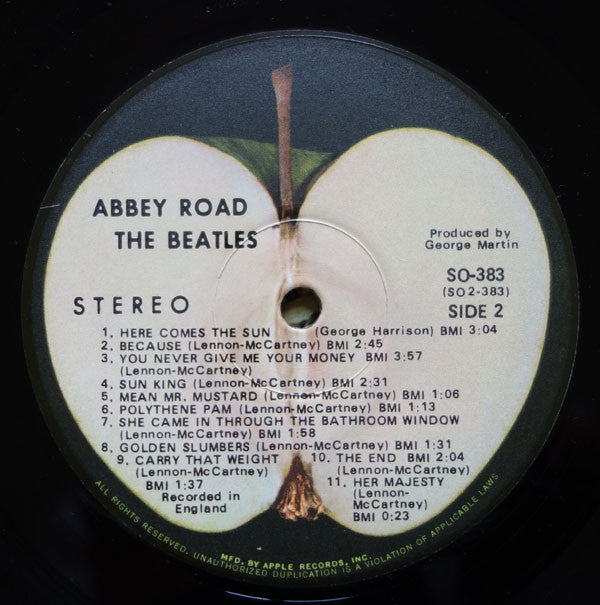 ABBEY ROAD
THE BEATLES
Produced by
George Martin
STEREO
SO-383
(SO2-383)
SIDE 2
1. HERE COMES THE SUN (George Harrison) BMI 3:04
2. BECAUSE (Lennon-McCartney) BMI 2:45
3. YOU NEVER GIVE ME YOUR MONEY BMI 3:57
(Lennon-McCartney)
4. SUN KING (Lennon-McCartney) BMI 2:31
5. MEAN MR. MUSTARD (Lennon-McCartney) BMI 1:06
6. POLYTHENE PAM (Lennon-McCartney) BMI 1:13
7. SHE CAME IN THROUGH THE BATHROOM WINDOW
(Lennon-McCartney) BMI 1:58
8. GOLDEN SLUMBERS (Lennon-McCartney) BMI 1:31
9. CARRY THAT WEIGHT
(Lennon-McCartney)
BMI 1:37
Recorded in
England
10. THE END BMI 2:04
(Lennon-McCartney)
11. HER MAJESTY
(Lennon-
McCartney)
BMI 0:23
MFD. BY APPLE RECORDS, INC.
ALL RIGHTS RESERVED. UNAUTHORIZED DUPLICATION IS A VIOLATION OF APPLICABLE LAWS